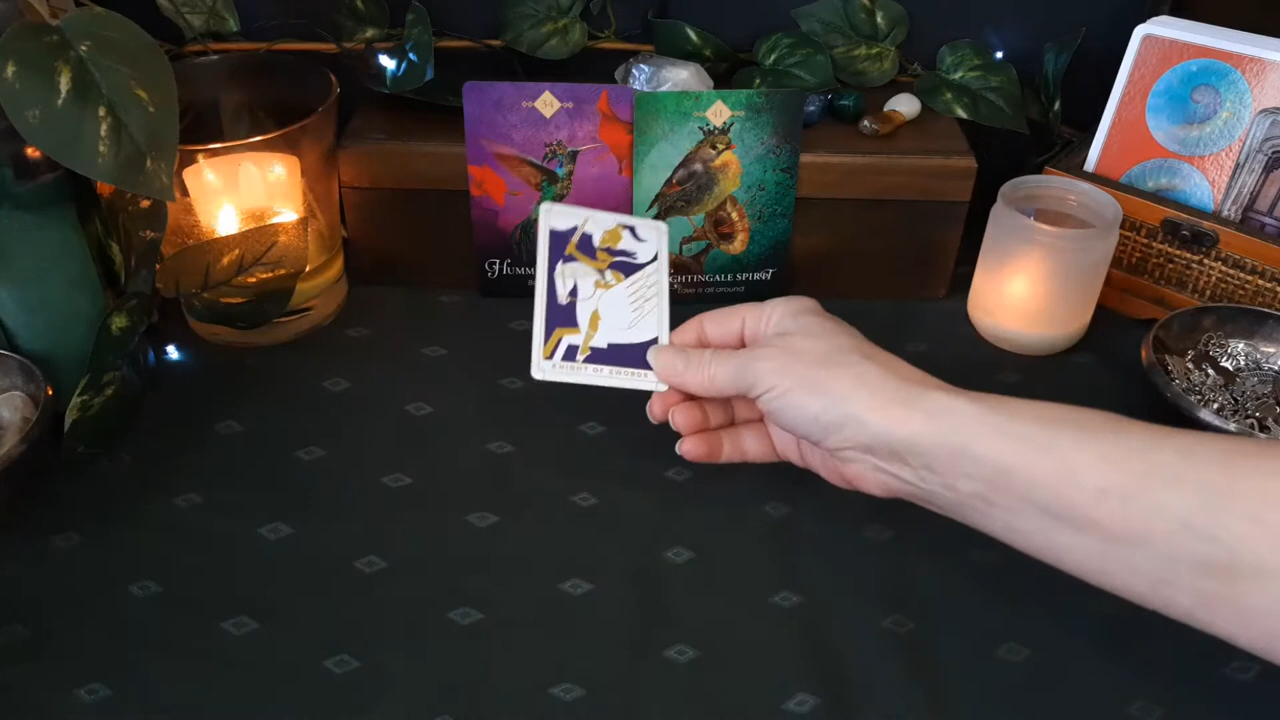 34
41
HUMM
NIGHTINGALE SPIRIT
Love is all around
KNIGHT OF SWORDS